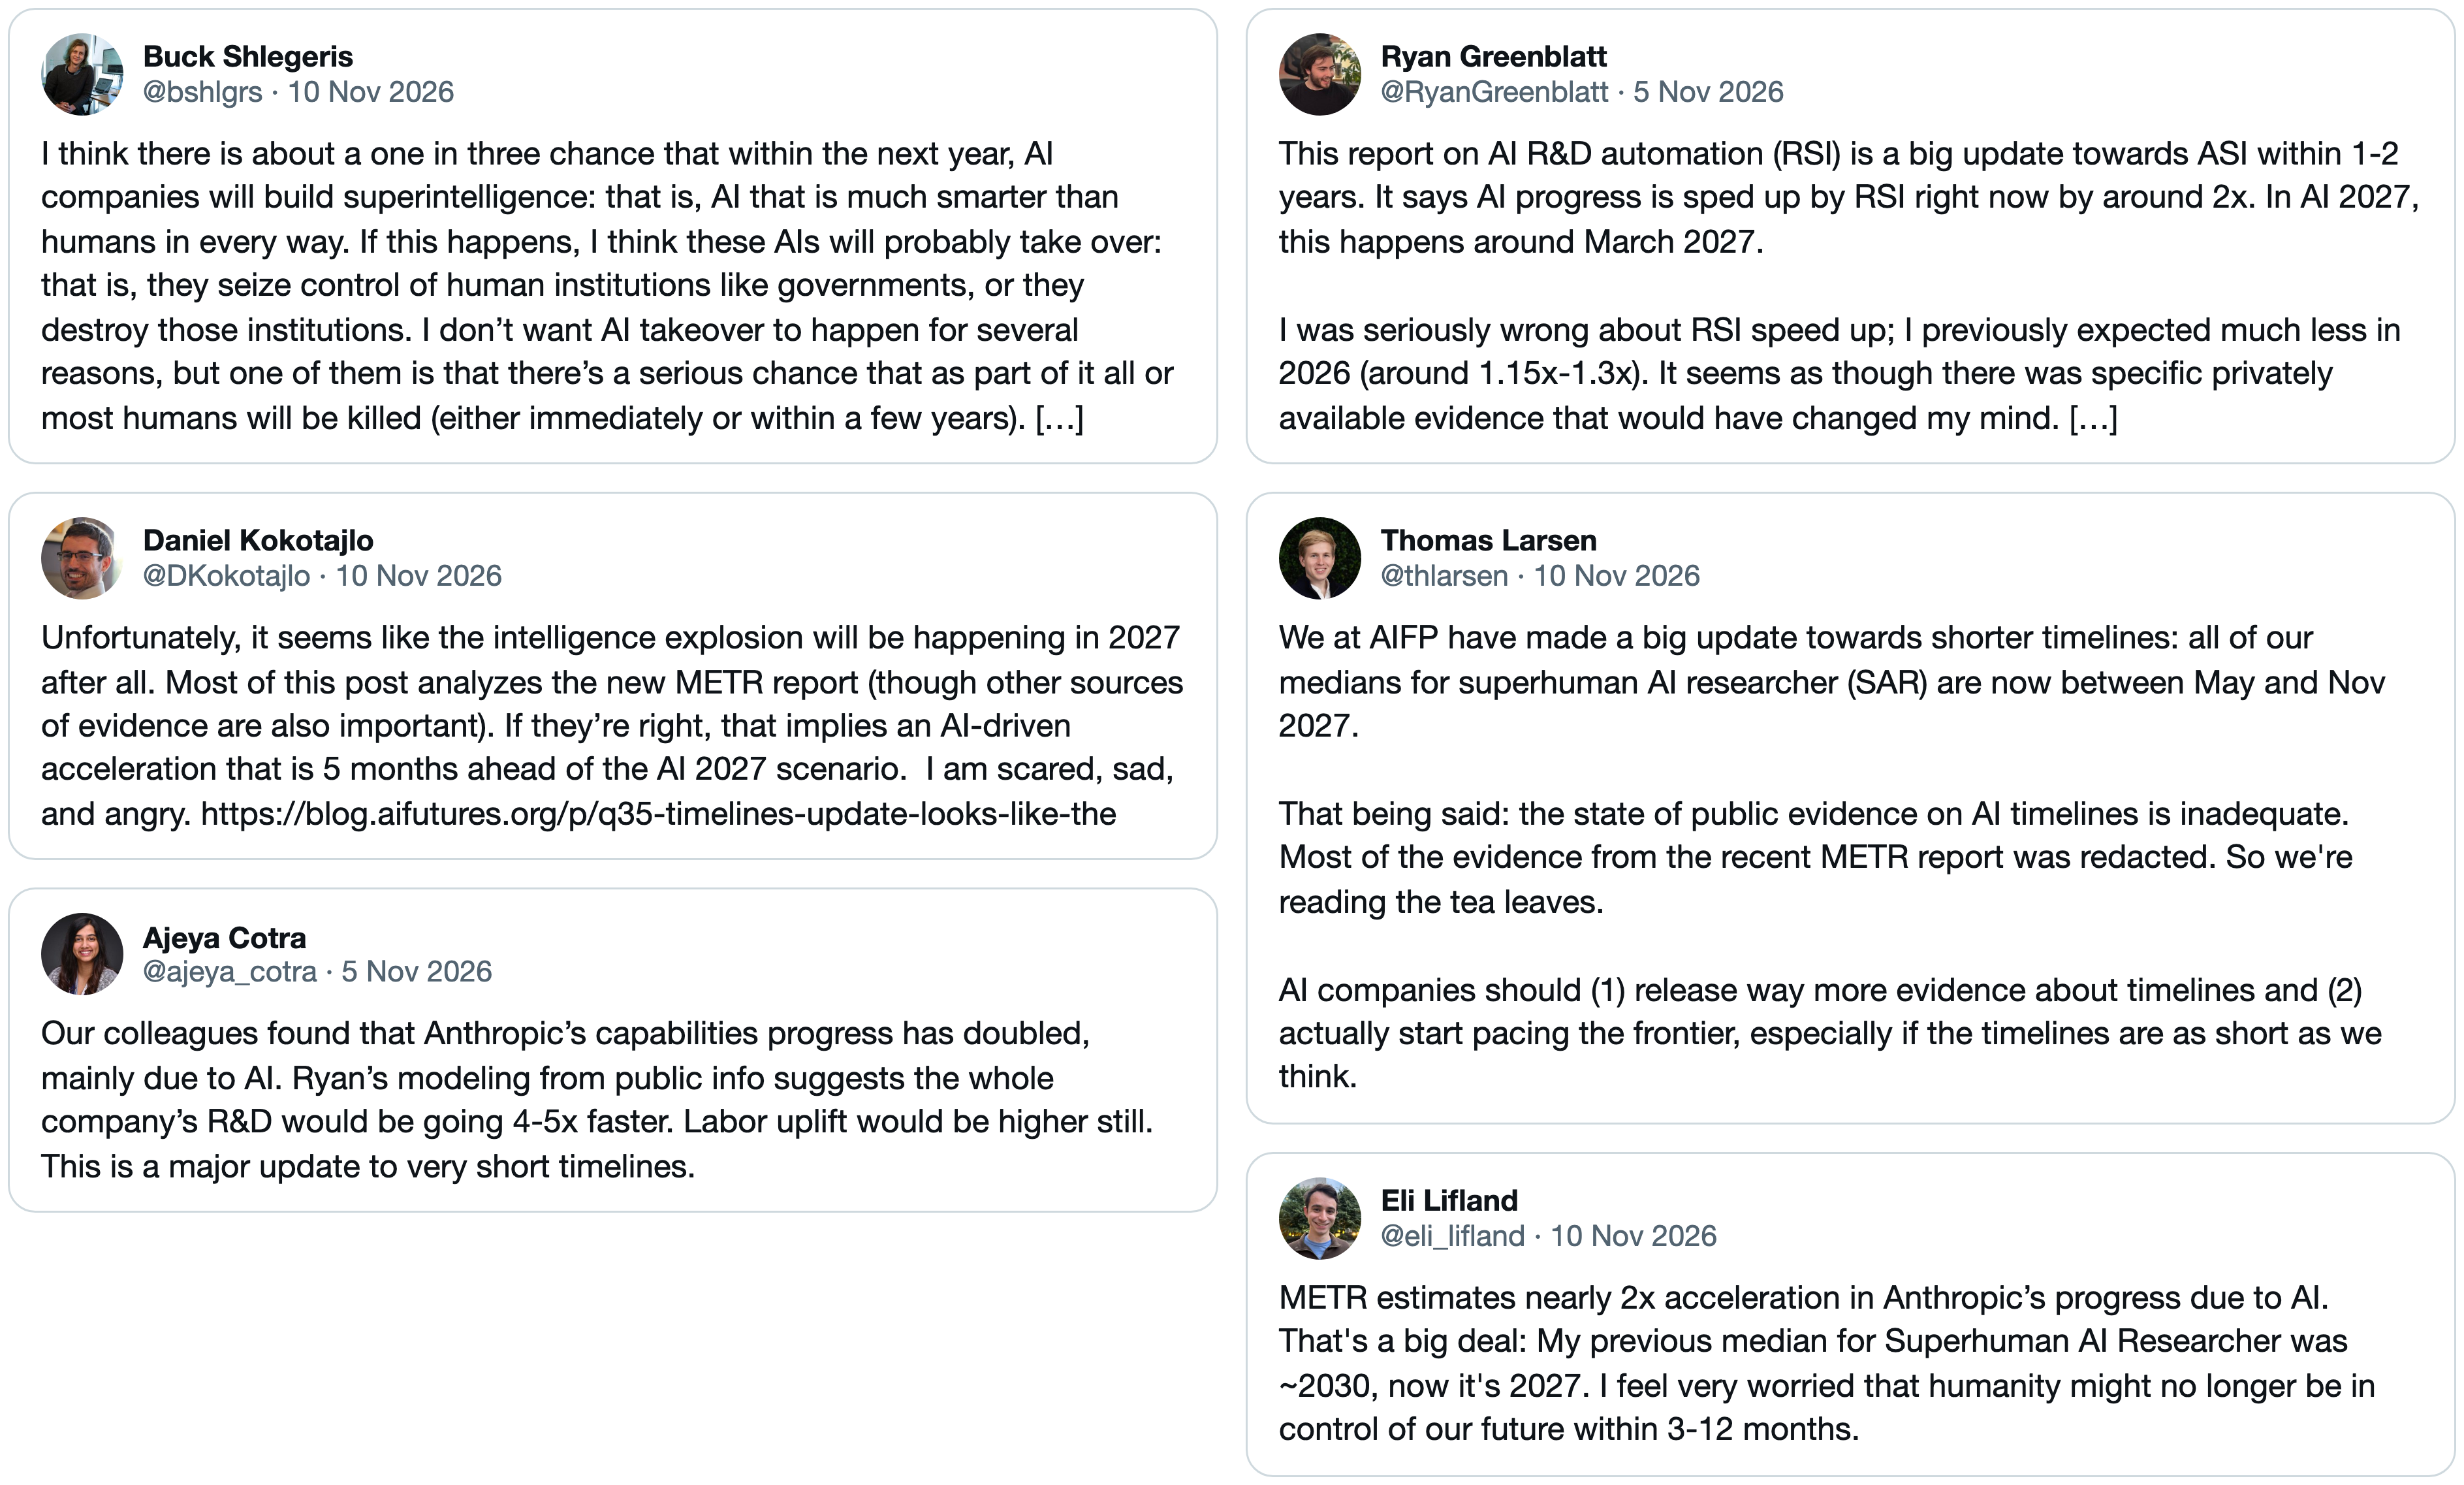 Buck Shlegeris
@bshlgrs · 10 Nov 2026
I think there is about a one in three chance that within the next year, AI
companies will build superintelligence: that is, AI that is much smarter than
humans in every way. If this happens, I think these AIs will probably take over:
that is, they seize control of human institutions like governments, or they
destroy those institutions. I don’t want AI takeover to happen for several
reasons, but one of them is that there’s a serious chance that as part of it all or
most humans will be killed (either immediately or within a few years). […]
Ryan Greenblatt
@RyanGreenblatt · 5 Nov 2026
This report on AI R&D automation (RSI) is a big update towards ASI within 1-2
years. It says AI progress is sped up by RSI right now by around 2x. In AI 2027,
this happens around March 2027.
I was seriously wrong about RSI speed up; I previously expected much less in
2026 (around 1.15x-1.3x). It seems as though there was specific privately
available evidence that would have changed my mind. […]
Daniel Kokotajlo
@DKokotajlo · 10 Nov 2026
Unfortunately, it seems like the intelligence explosion will be happening in 2027
after all. Most of this post analyzes the new METR report (though other sources
of evidence are also important). If they’re right, that implies an AI-driven
acceleration that is 5 months ahead of the AI 2027 scenario.  I am scared, sad,
and angry. https://blog.aifutures.org/p/q35-timelines-update-looks-like-the
Thomas Larsen
@thlarsen · 10 Nov 2026
We at AIFP have made a big update towards shorter timelines: all of our
medians for superhuman AI researcher (SAR) are now between May and Nov
2027.
That being said: the state of public evidence on AI timelines is inadequate.
Most of the evidence from the recent METR report was redacted. So we're
reading the tea leaves.
AI companies should (1) release way more evidence about timelines and (2)
actually start pacing the frontier, especially if the timelines are as short as we
think.
Ajeya Cotra
@ajeya_cotra · 5 Nov 2026
Our colleagues found that Anthropic’s capabilities progress has doubled,
mainly due to AI. Ryan’s modeling from public info suggests the whole
company’s R&D would be going 4-5x faster. Labor uplift would be higher still.
This is a major update to very short timelines.
Eli Lifland
@eli_lifland · 10 Nov 2026
METR estimates nearly 2x acceleration in Anthropic’s progress due to AI.
That's a big deal: My previous median for Superhuman AI Researcher was
~2030, now it's 2027. I feel very worried that humanity might no longer be in
control of our future within 3-12 months.